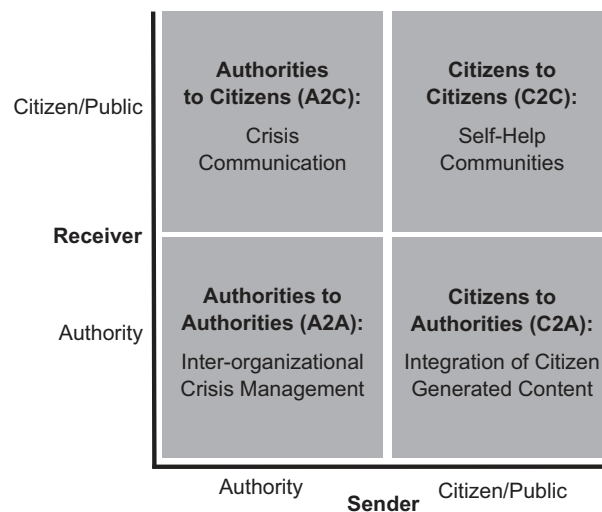 Authorities
to Citizens (A2C):
Crisis
Communication
Citizens to
Citizens (C2C):
Self-Help
Communities
Citizen/Public
Receiver
Authority
Authorities to
Authorities (A2A):
Inter-organizational
Crisis Management
Citizens to
Authorities (C2A):
Integration of Citizen
Generated Content
Authority
Sender
Citizen/Public